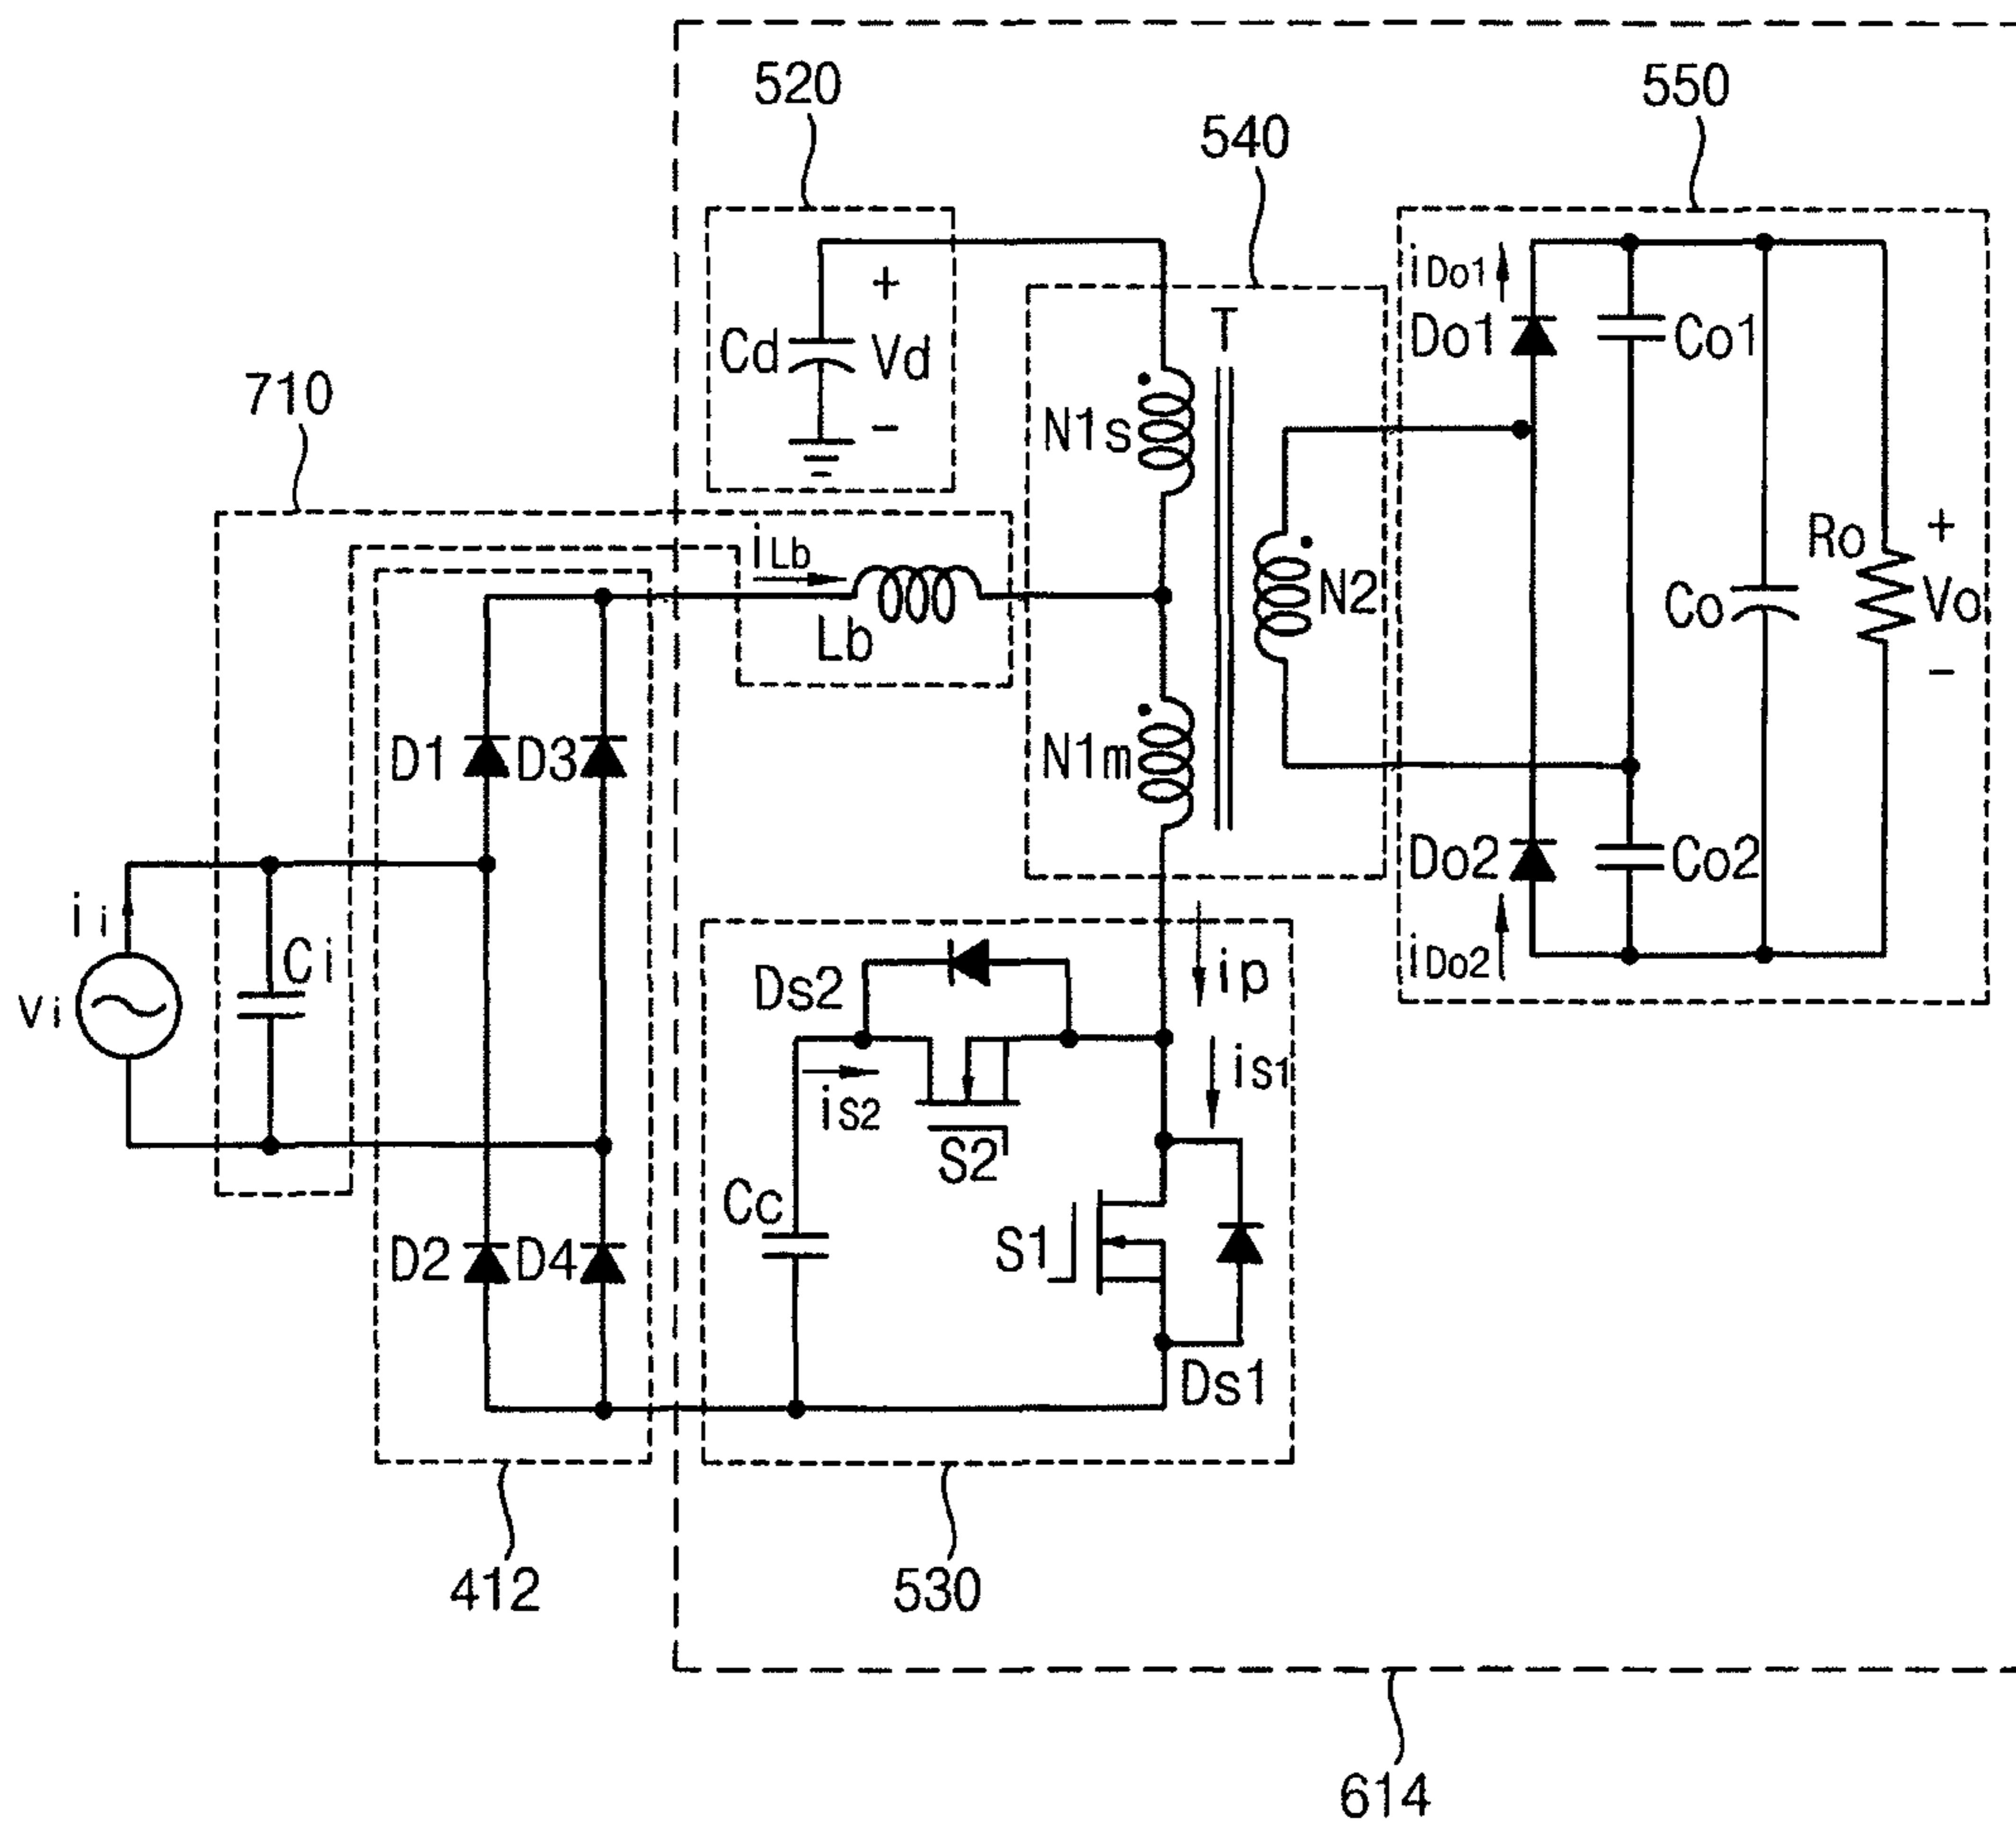 520
550
540
iDo1
T
+
Cd
Vd
-
Do1
Co1
710
N1s
iLb
Lb
N2
Ro
+
Co
Vo
-
D1
D3
N1m
Do2
Co2
ii
Ci
vi
Ds2
ip
iDo2
iS1
iS2
S2
Cc
S1
D2
D4
Ds1
412
530
614